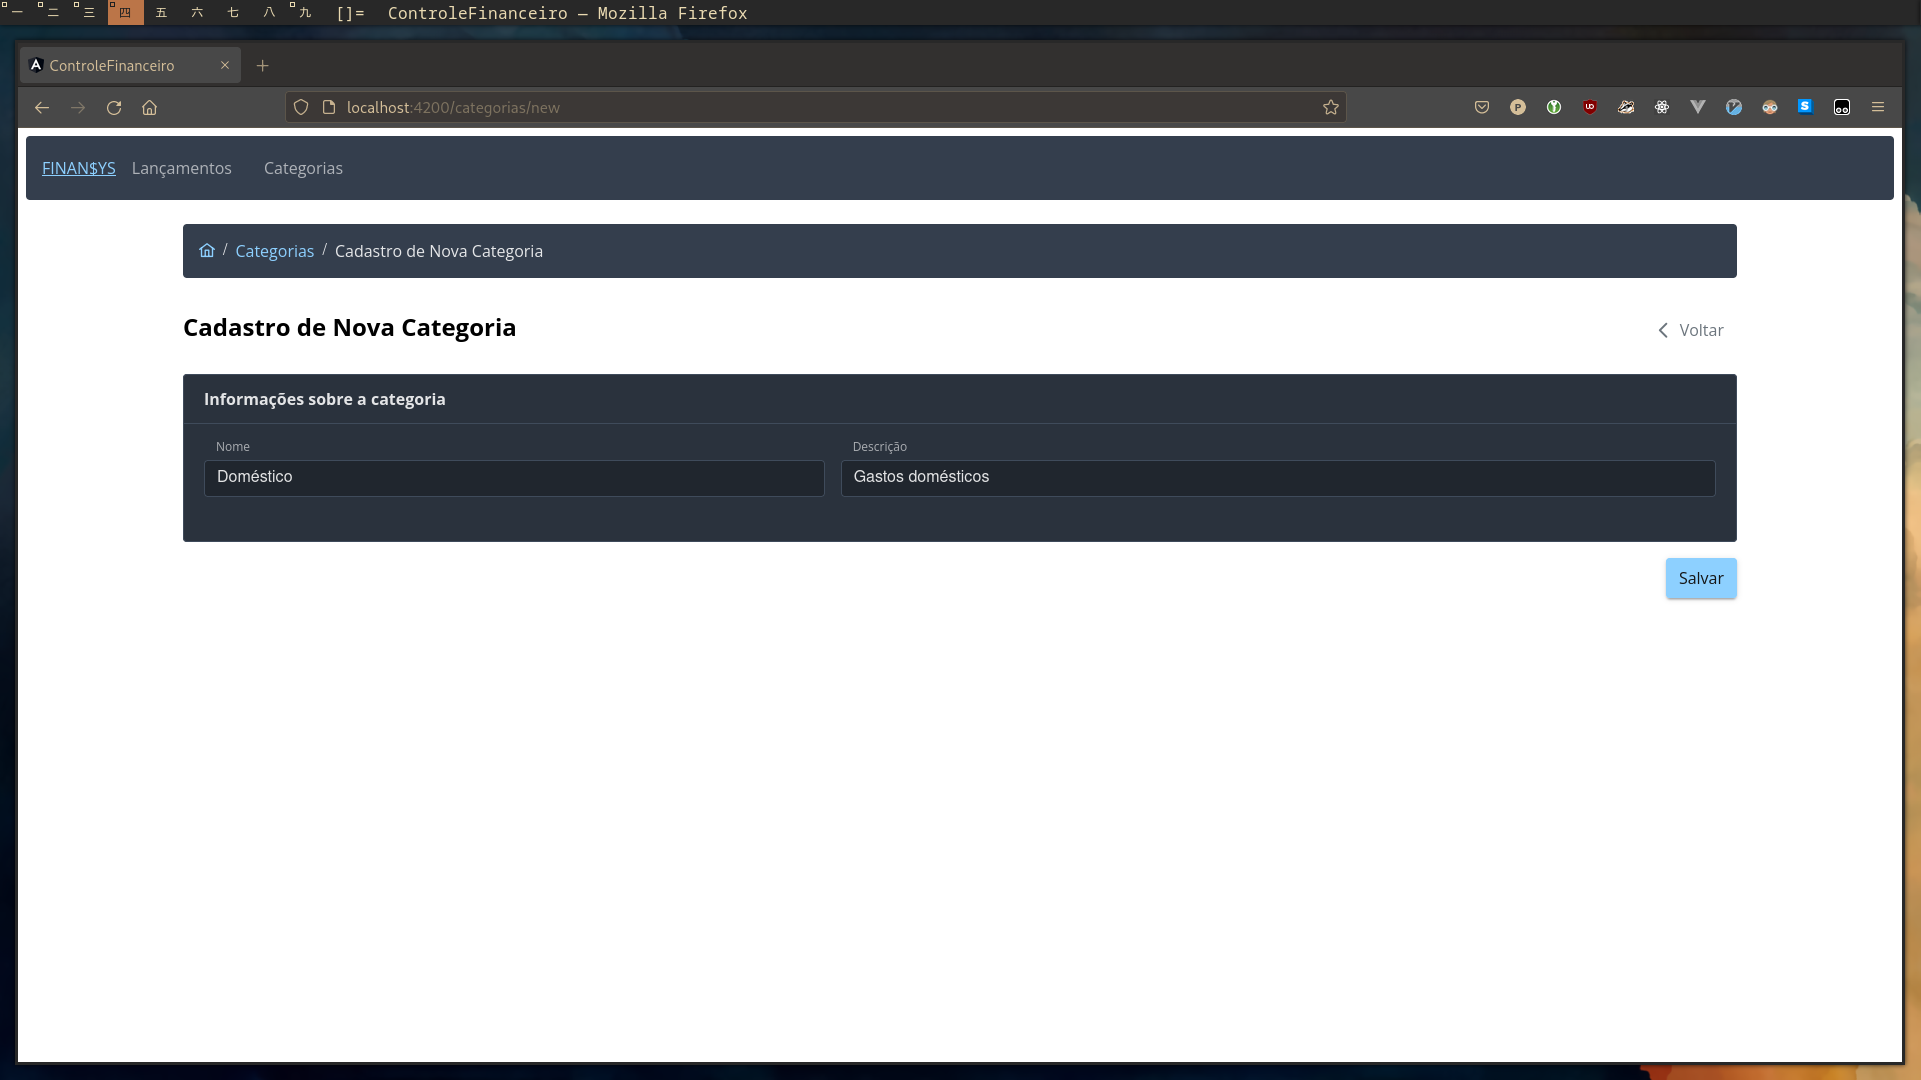 一 二 三 四 五 六 七 八 九 []= ControleFinanceiro — Mozilla Firefox
ControleFinanceiro
localhost:4200/categorias/new
FINAN$YS Lançamentos Categorias
/ Categorias / Cadastro de Nova Categoria
Cadastro de Nova Categoria
Voltar
Informações sobre a categoria
Nome Descrição
Doméstico Gastos domésticos
Salvar